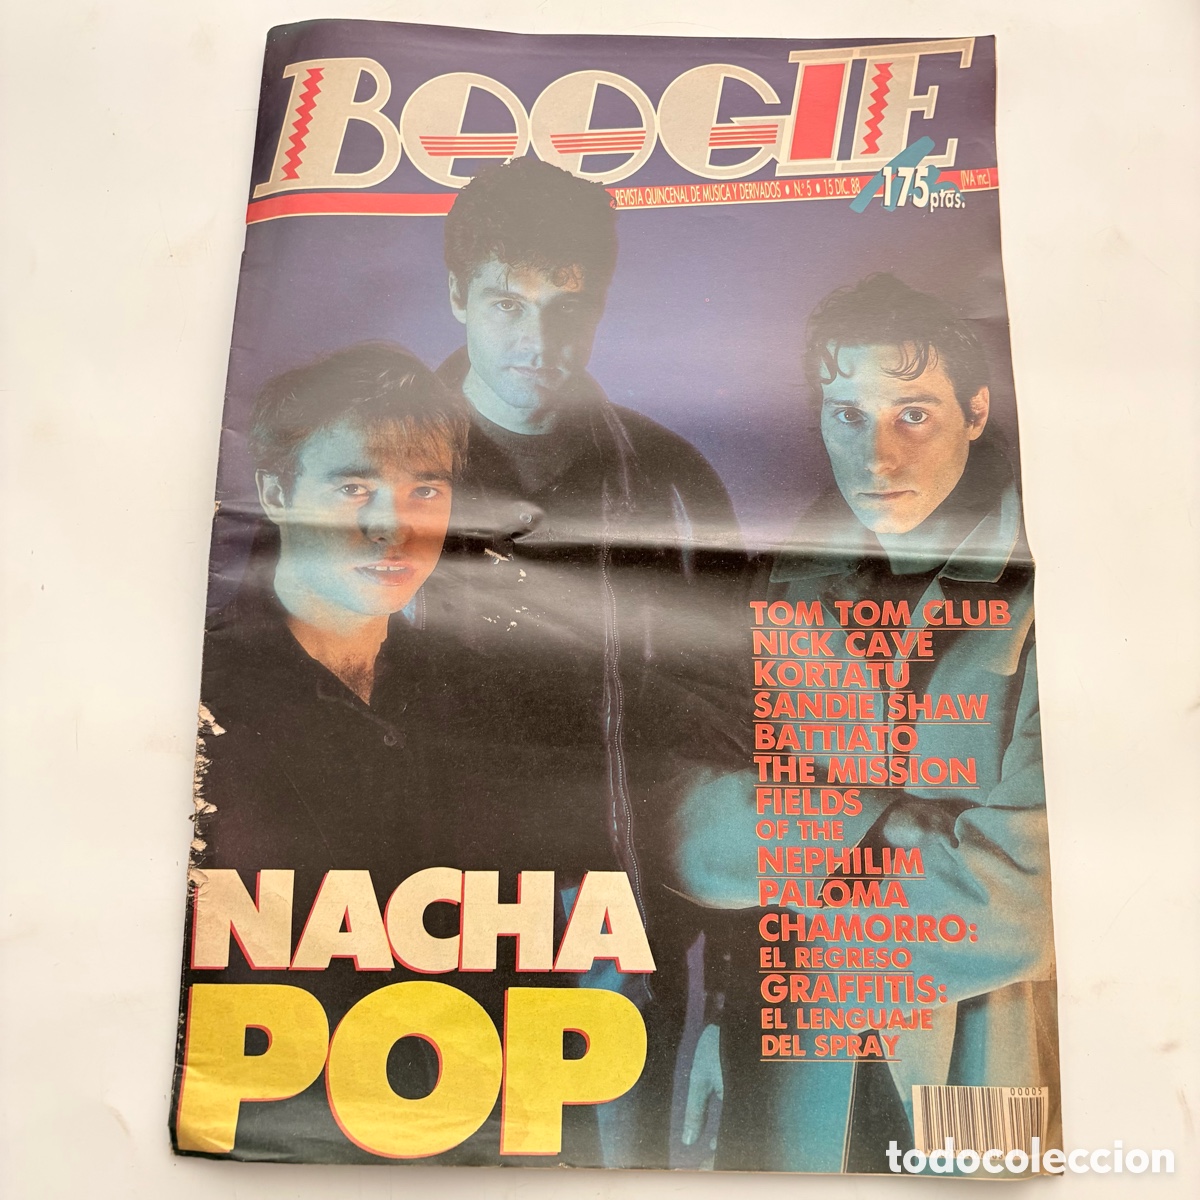 BOOGIE
REVISTA QUINCENAL DE MUSICA Y DERIVADOS • Nº 5 • 15 DIC. 88
175 ptas.
(IVA inc.)
TOM TOM CLUB
NICK CAVE
KORTATU
SANDIE SHAW
BATTIATO
THE MISSION
FIELDS
OF THE
NEPHILIM
PALOMA
CHAMORRO:
EL REGRESO
GRAFFITIS:
EL LENGUAJE
DEL SPRAY
NACHA
POP
00005
todocoleccion